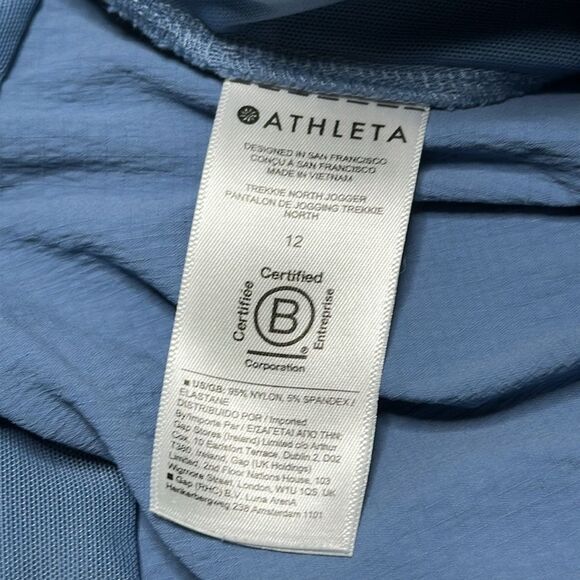 ATHLETA
DESIGNED IN SAN FRANCISCO
CONÇU A SAN FRANCISCO
MADE IN VIETNAM
TREKKIE NORTH JOGGER
PANTALON DE JOGGING TREKKIE
NORTH
12
Certified
Certifiée
B
®
Entreprise
Corporation
■ US/GB: 95% NYLON, 5% SPANDEX /
ELASTANE
DISTRIBUIDO POR / Imported
By/Importe Par / ΕΙΣΑΓΕΤΑΙ ΑΠΟ ΤΗΝ:
Gap Stores (Ireland) Limited p/c Arthur
Cox, 10 Earlsfort Terrace, Dublin 2, D02
T380, Ireland, Gap (UK Holdings)
Limited, 2nd Floor Nations House, 103
Wigmore Street, London, W1U 1QS, UK
■ Gap (RHC) B.V. Luna ArenA
Herikerbergweg 238 Amsterdam 1101